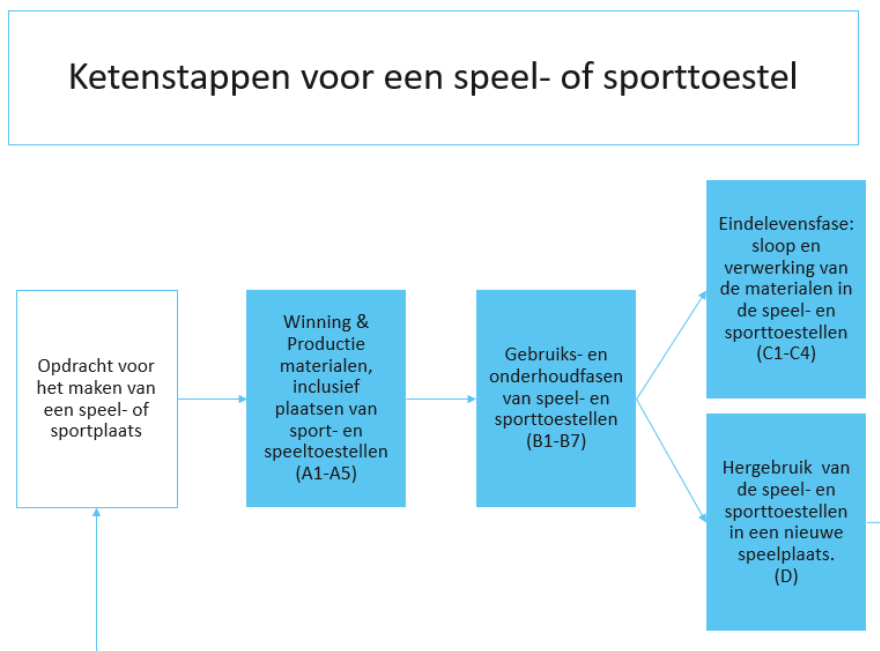 Ketenstappen voor een speel- of sporttoestel
Opdracht voor
het maken van
een speel- of
sportplaats
Winning &
Productie
materialen,
inclusief
plaatsen van
sport- en
speeltoestellen
(A1-A5)
Gebruiks- en
onderhoudfasen
van speel- en
sporttoestellen
(B1-B7)
Eindelevensfase:
sloop en
verwerking van
de materialen in
de speel- en
sporttoestellen
(C1-C4)
Hergebruik van
de speel- en
sporttoestellen
in een nieuwe
speelplaats.
(D)